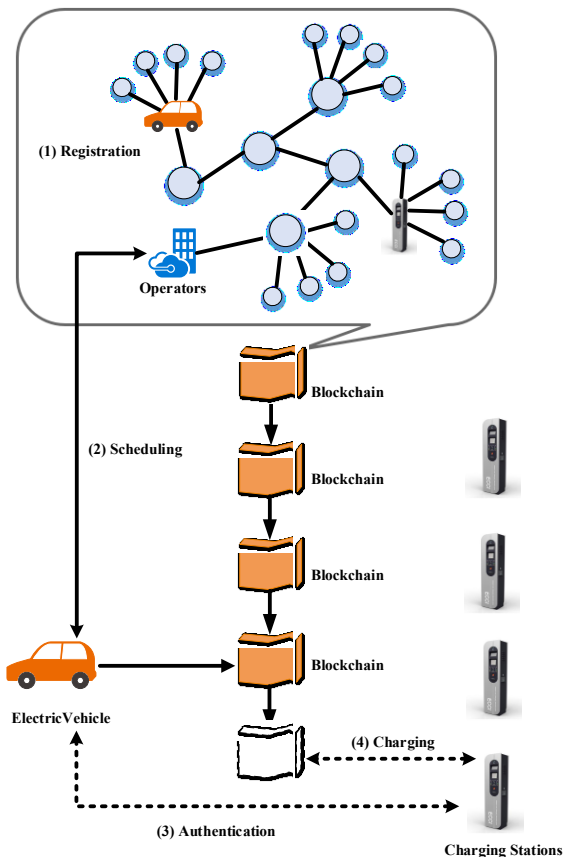 (1) Registration
Operators
Blockchain
(2) Scheduling
Blockchain
Blockchain
Blockchain
ElectricVehicle
(4) Charging
(3) Authentication
Charging Stations